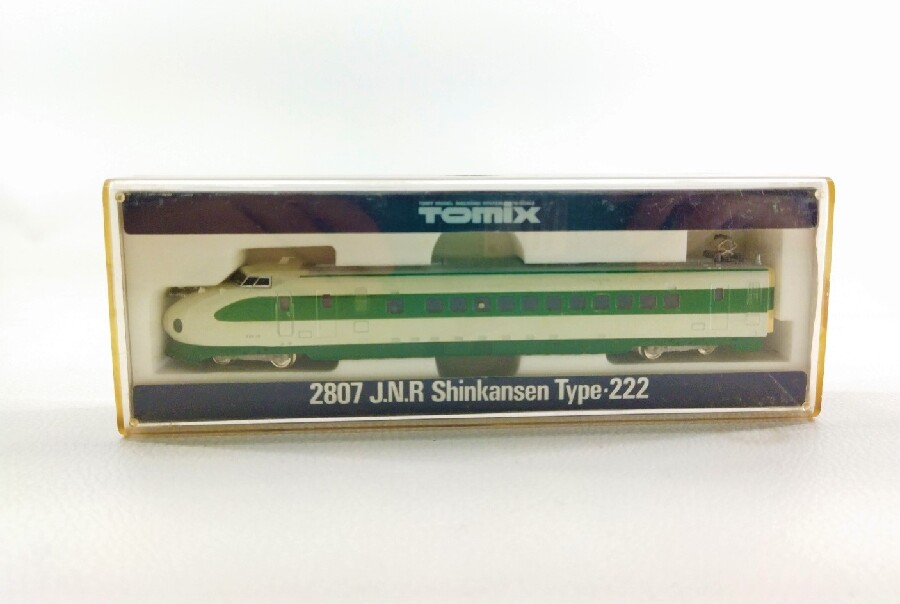 TOMIX
2807 J.N.R Shinkansen Type·222